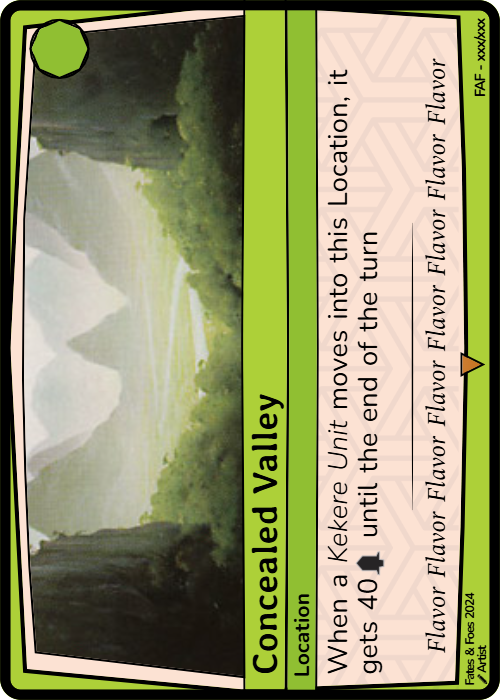 Concealed Valley
Location
When a Kekere Unit moves into this Location, it
gets 40 until the end of the turn
Flavor Flavor Flavor Flavor Flavor Flavor Flavor Flavor
Fates & Foes 2024
Artist
FAF - xxx/xxx